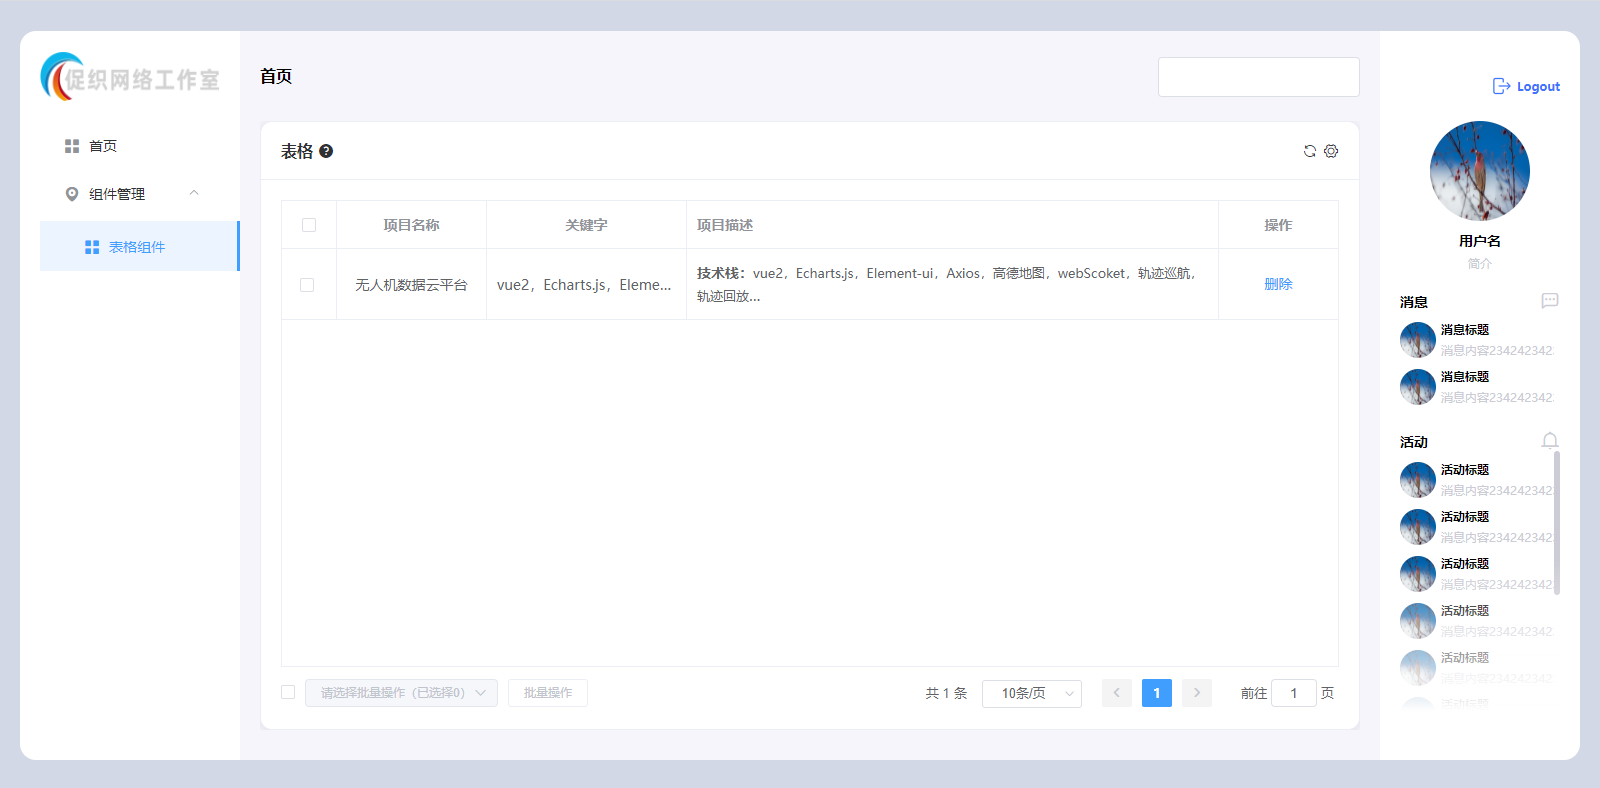 促织网络工作室
首页
组件管理
表格组件
首页
表格
项目名称
关键字
项目描述
操作
无人机数据云平台
vue2，Echarts.js，Eleme...
技术栈：vue2，Echarts.js，Element-ui，Axios，高德地图，webScoket，轨迹巡航，
轨迹回放...
删除
请选择批量操作（已选择0）
批量操作
共 1 条
10条/页
1
前往
1
页
Logout
用户名
简介
消息
消息标题
消息内容234242342
消息标题
消息内容234242342
活动
活动标题
消息内容234242342
活动标题
消息内容234242342
活动标题
消息内容234242342
活动标题
消息内容234242342
活动标题
消息内容234242342
活动标题